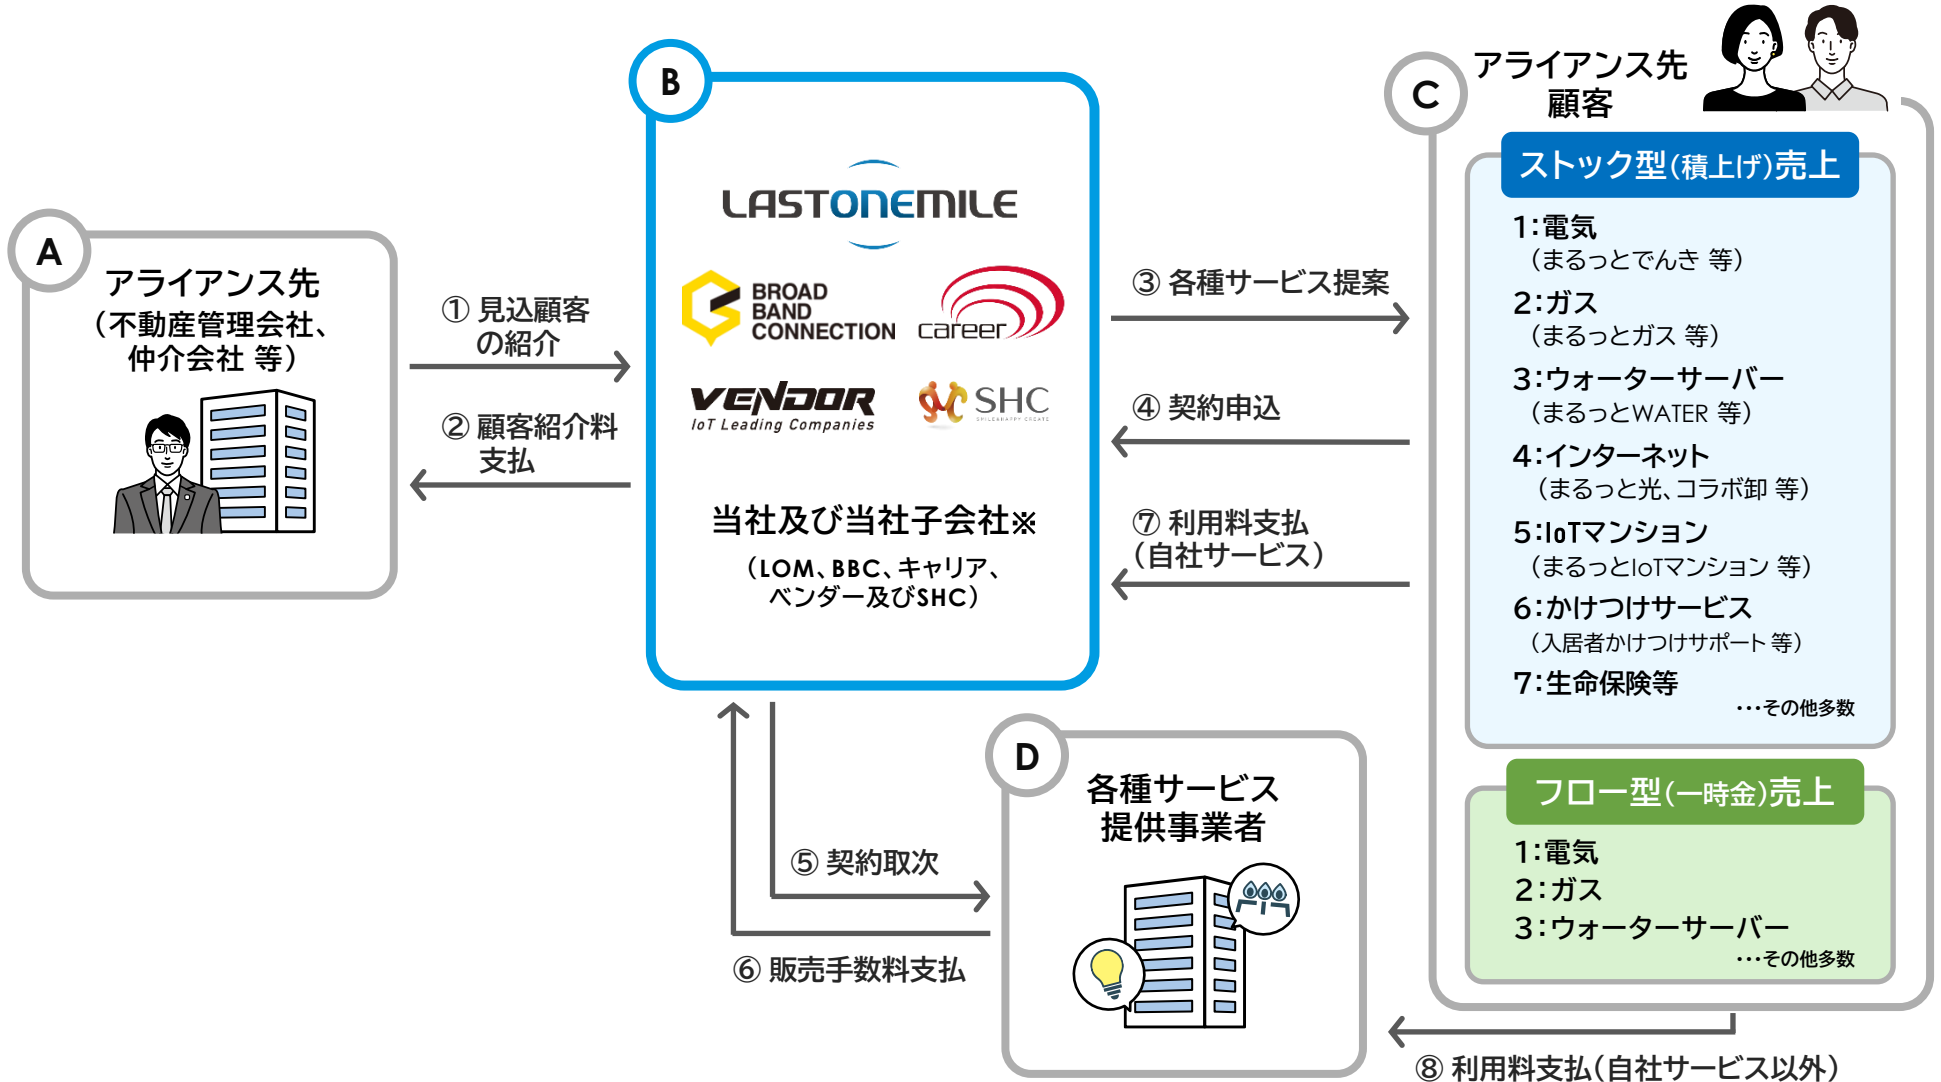 A
アライアンス先
(不動産管理会社、
仲介会社 等)
① 見込顧客
の紹介
② 顧客紹介料
支払
B
LASTONEMILE
BROAD
BAND
CONNECTION
career
VENDOR
IoT Leading Companies
SHC
当社及び当社子会社※
(LOM、BBC、キャリア、
ベンダー及びSHC)
③ 各種サービス提案
④ 契約申込
⑦ 利用料支払
(自社サービス)
⑤ 契約取次
⑥ 販売手数料支払
D
各種サービス
提供事業者
C
アライアンス先
顧客
ストック型(積上げ)売上
1:電気
(まるっとでんき 等)
2:ガス
(まるっとガス 等)
3:ウォーターサーバー
(まるっとWATER 等)
4:インターネット
(まるっと光、コラボ卸 等)
5:IoTマンション
(まるっとIoTマンション 等)
6:かけつけサービス
(入居者かけつけサポート 等)
7:生命保険等
…その他多数
フロー型(一時金)売上
1:電気
2:ガス
3:ウォーターサーバー
…その他多数
⑧ 利用料支払(自社サービス以外)